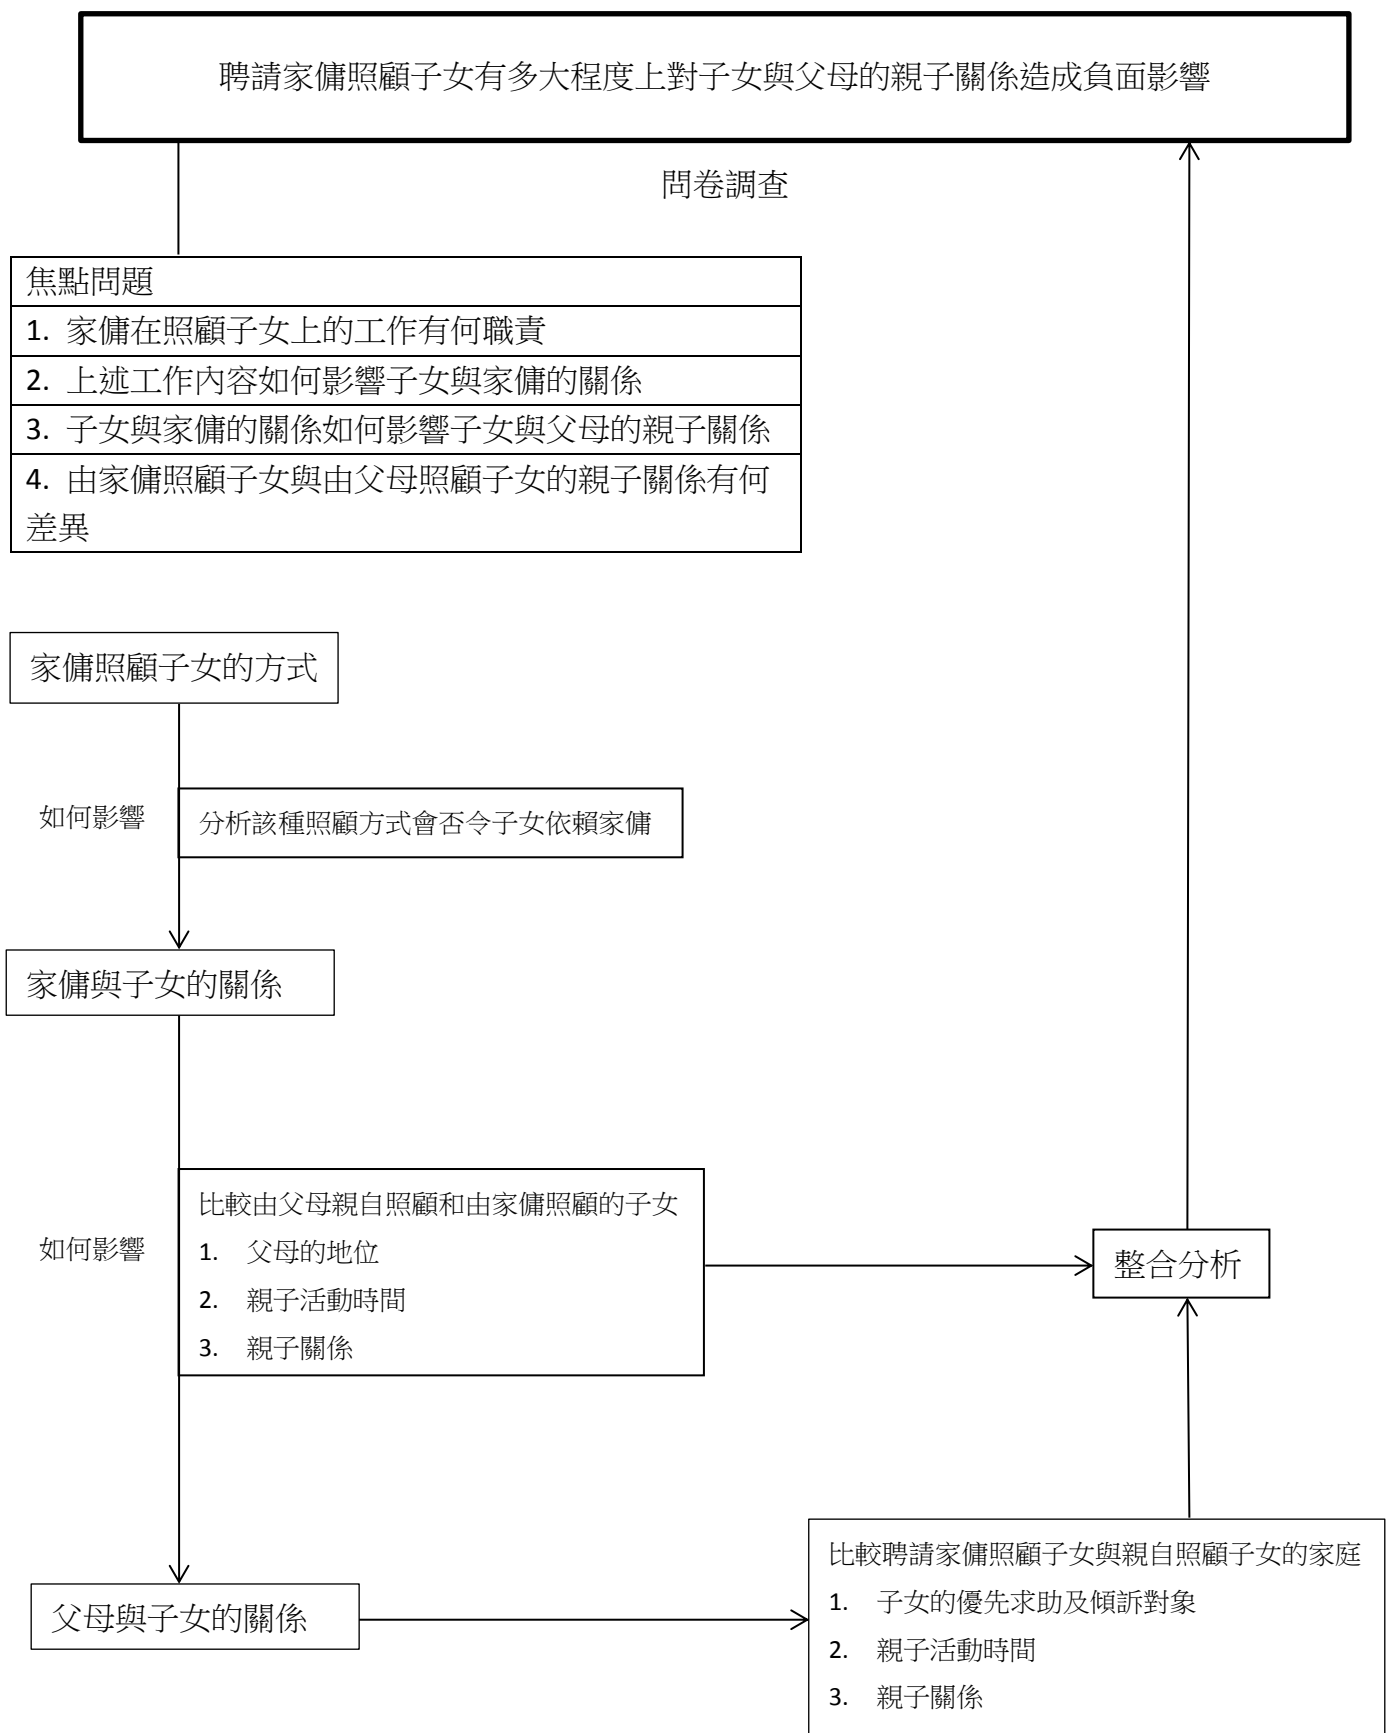 聘請家傭照顧子女有多大程度上對子女與父母的親子關係造成負面影響
問卷調查
焦點問題
1. 家傭在照顧子女上的工作有何職責
2. 上述工作內容如何影響子女與家傭的關係
3. 子女與家傭的關係如何影響子女與父母的親子關係
4. 由家傭照顧子女與由父母照顧子女的親子關係有何
差異
家傭照顧子女的方式
如何影響
分析該種照顧方式會否令子女依賴家傭
家傭與子女的關係
如何影響
比較由父母親自照顧和由家傭照顧的子女
1. 父母的地位
2. 親子活動時間
3. 親子關係
整合分析
父母與子女的關係
比較聘請家傭照顧子女與親自照顧子女的家庭
1. 子女的優先求助及傾訴對象
2. 親子活動時間
3. 親子關係